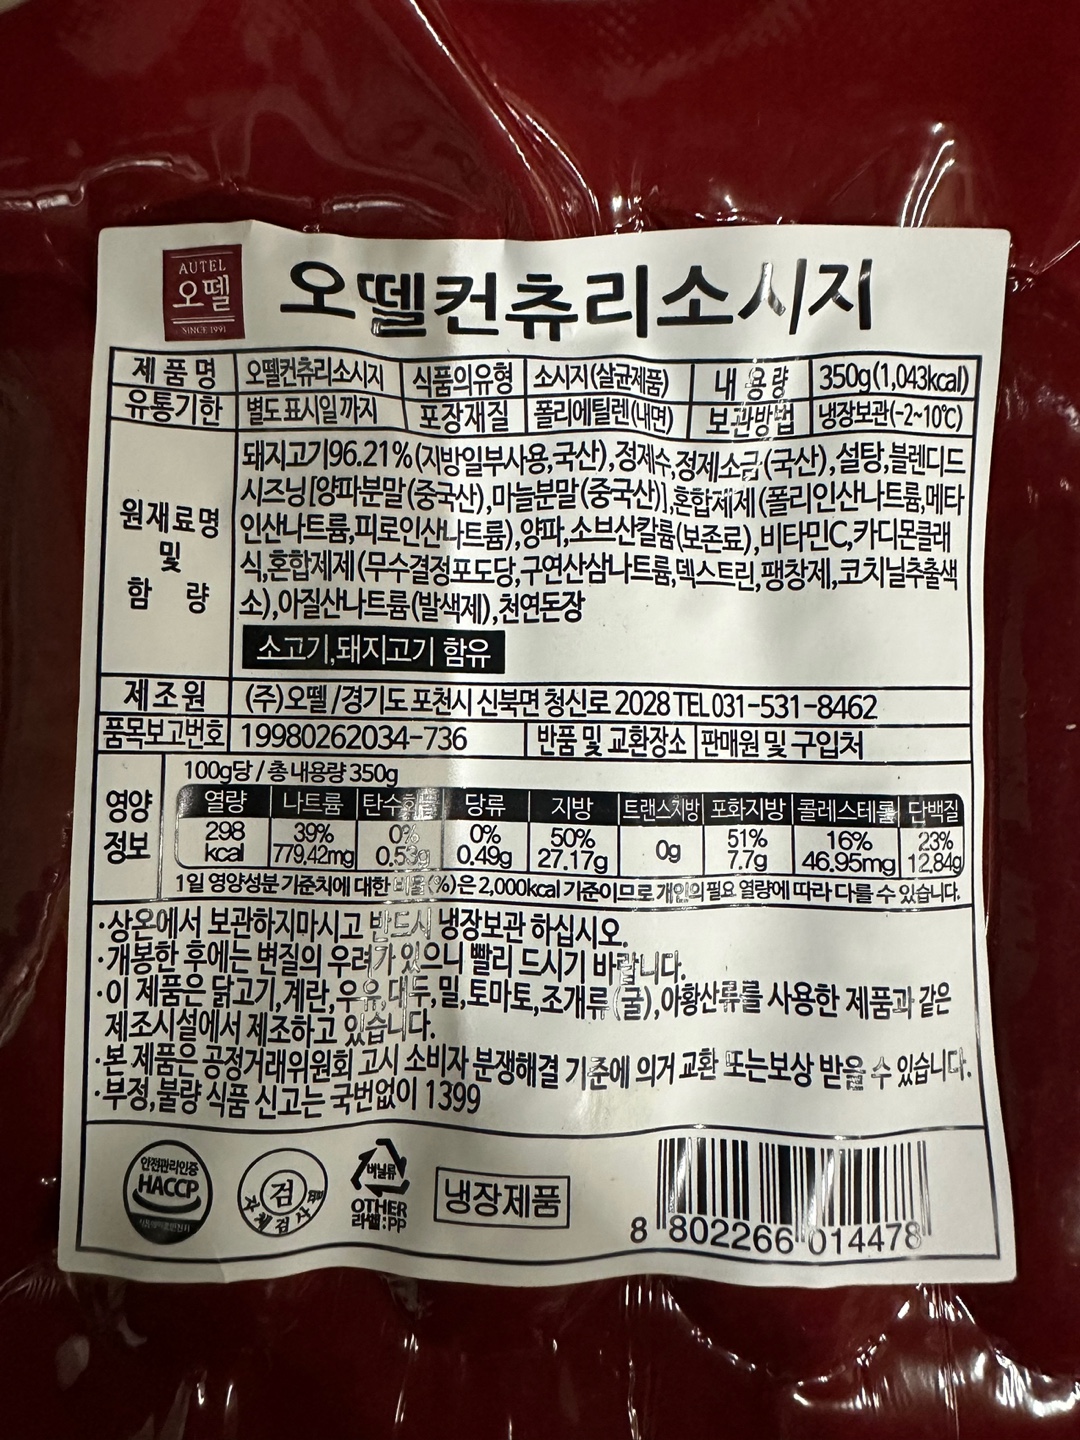 AUTEL
오뗄
SINCE 1991
오뗄컨츄리소시지
제품명 오뗄컨츄리소시지 식품의유형 소시지(살균제품) 내용량 350g(1,043kcal)
유통기한 별도표시일까지 포장재질 폴리에틸렌(내면) 보관방법 냉장보관(-2~10℃)
원재료명 및 함량
돼지고기96.21%(지방일부사용,국산),정제수,정제소금(국산),설탕,블렌디드
시즈닝[양파분말(중국산),마늘분말(중국산)],혼합제제(폴리인산나트륨,메타
인산나트륨,피로인산나트륨),양파,소브산칼륨(보존료),비타민C,카디몬클래
식,혼합제제(무수결정포도당,구연산삼나트륨,덱스트린,팽창제,코치닐추출색
소),아질산나트륨(발색제),천연돈장
소고기,돼지고기 함유
제조원 (주)오뗄/경기도 포천시 신북면 청신로 2028 TEL 031-531-8462
품목보고번호 19980262034-736 반품 및 교환장소 판매원 및 구입처
영양정보
100g당/총 내용량 350g
열량 나트륨 탄수화물 당류 지방 트랜스지방 포화지방 콜레스테롤 단백질
298 39% 0% 0% 50% 0g 51% 16% 23%
kcal 779.42mg 0.53g 0.49g 27.17g 7.7g 46.95mg 12.84g
1일 영양성분 기준치에 대한 비율(%)은 2,000kcal 기준이므로 개인의 필요 열량에 따라 다를 수 있습니다.
·상온에서 보관하지마시고 반드시 냉장보관 하십시오.
·개봉한 후에는 변질의 우려가 있으니 빨리 드시기 바랍니다.
·이 제품은 닭고기,계란,우유,대두,밀,토마토,조개류(굴),아황산류를 사용한 제품과 같은
제조시설에서 제조하고 있습니다.
·본 제품은 공정거래위원회 고시 소비자 분쟁해결 기준에 의거 교환 또는보상 받을 수 있습니다.
·부정,불량 식품 신고는 국번없이 1399
안전관리인증
HACCP
식품의약품안전처
검
자체검사필
비닐류
OTHER
라벨:PP
냉장제품
8 802266 014478